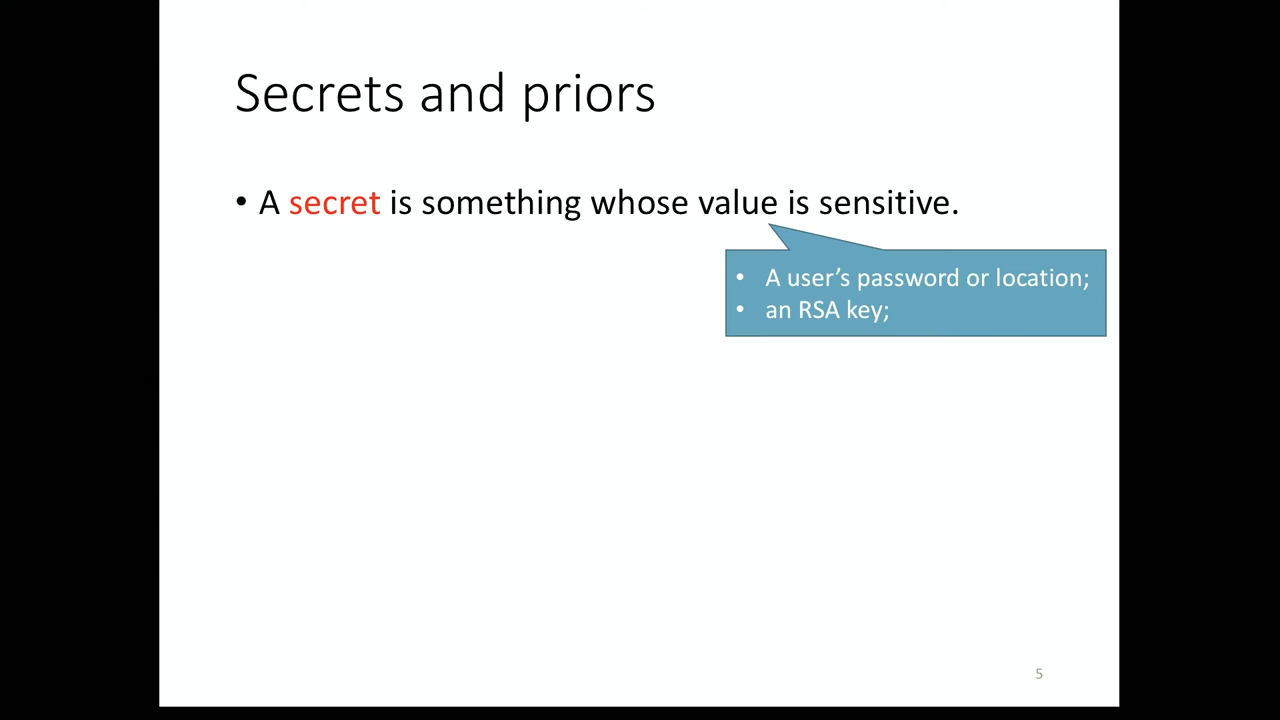 Secrets and priors
• A secret is something whose value is sensitive.
• A user’s password or location;
• an RSA key;
5